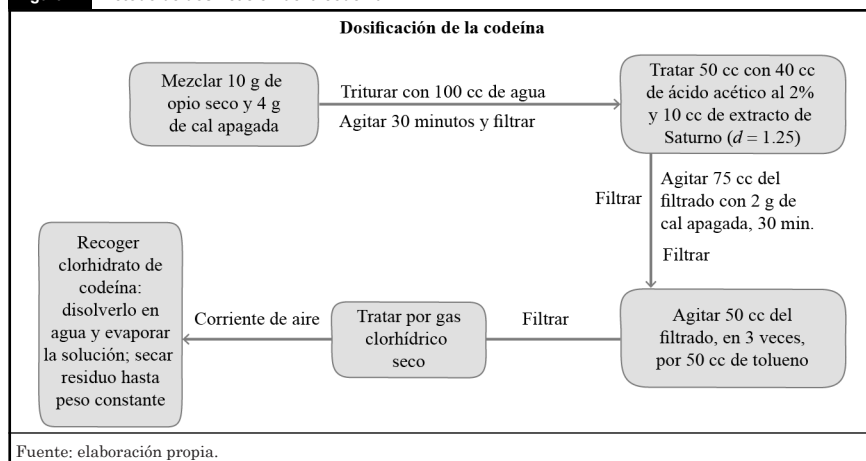 Dosificación de la codeína
Mezclar 10 g de
opio seco y 4 g
de cal apagada
Triturar con 100 cc de agua
Agitar 30 minutos y filtrar
Tratar 50 cc con 40 cc
de ácido acético al 2%
y 10 cc de extracto de
Saturno (d = 1.25)
Filtrar
Agitar 75 cc del
filtrado con 2 g de
cal apagada, 30 min.
Filtrar
Agitar 50 cc del
filtrado, en 3 veces,
por 50 cc de tolueno
Filtrar
Tratar por gas
clorhídrico
seco
Corriente de aire
Recoger
clorhidrato de
codeína:
disolverlo en
agua y evaporar
la solución; secar
residuo hasta
peso constante
Fuente: elaboración propia.